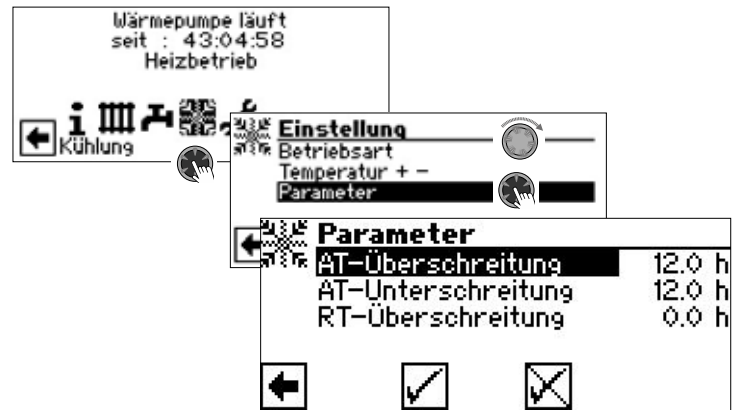 Wärmepumpe läuft
seit : 43:04:58
Heizbetrieb
Kühlung
Einstellung
Betriebsart
Temperatur + -
Parameter
Parameter
AT-Überschreitung 12.0 h
AT-Unterschreitung 12.0 h
RT-Überschreitung 0.0 h